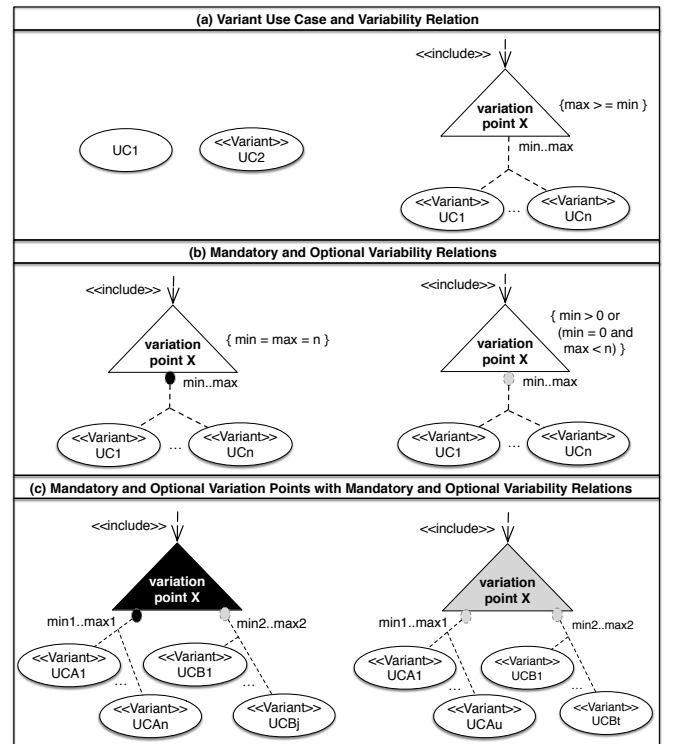 (a) Variant Use Case and Variability Relation
<<include>>
variation
point X
{max > = min }
min..max
UC1
<<Variant>>
UC2
<<Variant>>
UC1
...
<<Variant>>
UCn
(b) Mandatory and Optional Variability Relations
<<include>>
variation
point X
{ min = max = n }
min..max
<<Variant>>
UC1
...
<<Variant>>
UCn
<<include>>
variation
point X
{ min > 0 or
(min = 0 and
max < n) }
min..max
<<Variant>>
UC1
...
<<Variant>>
UCn
(c) Mandatory and Optional Variation Points with Mandatory and Optional Variability Relations
<<include>>
variation
point X
min1..max1
min2..max2
<<Variant>>
UCA1
...
<<Variant>>
UCAn
<<Variant>>
UCB1
...
<<Variant>>
UCBj
<<include>>
variation
point X
min1..max1
min2..max2
<<Variant>>
UCA1
...
<<Variant>>
UCAu
<<Variant>>
UCB1
...
<<Variant>>
UCBt